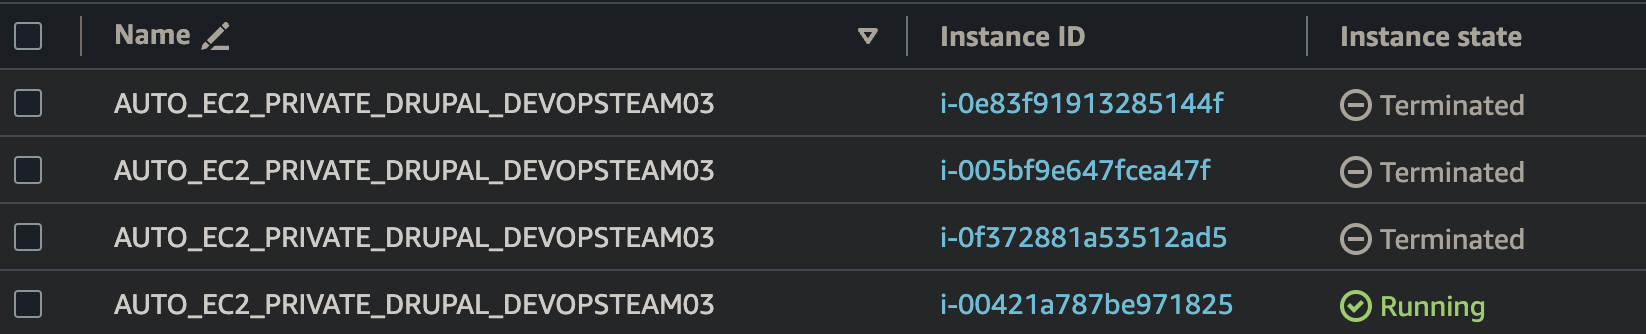 Name Instance ID Instance state
AUTO_EC2_PRIVATE_DRUPAL_DEVOPSTEAM03 i-0e83f91913285144f Terminated
AUTO_EC2_PRIVATE_DRUPAL_DEVOPSTEAM03 i-005bf9e647fcea47f Terminated
AUTO_EC2_PRIVATE_DRUPAL_DEVOPSTEAM03 i-0f372881a53512ad5 Terminated
AUTO_EC2_PRIVATE_DRUPAL_DEVOPSTEAM03 i-00421a787be971825 Running